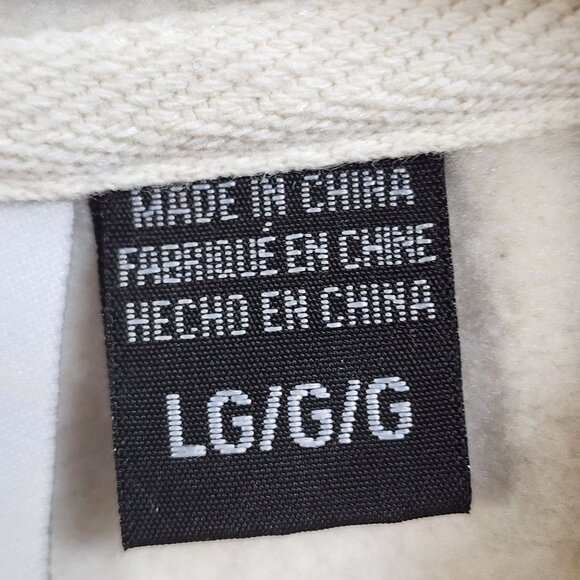 MADE IN CHINA
FABRIQUÉ EN CHINE
HECHO EN CHINA
LG/G/G